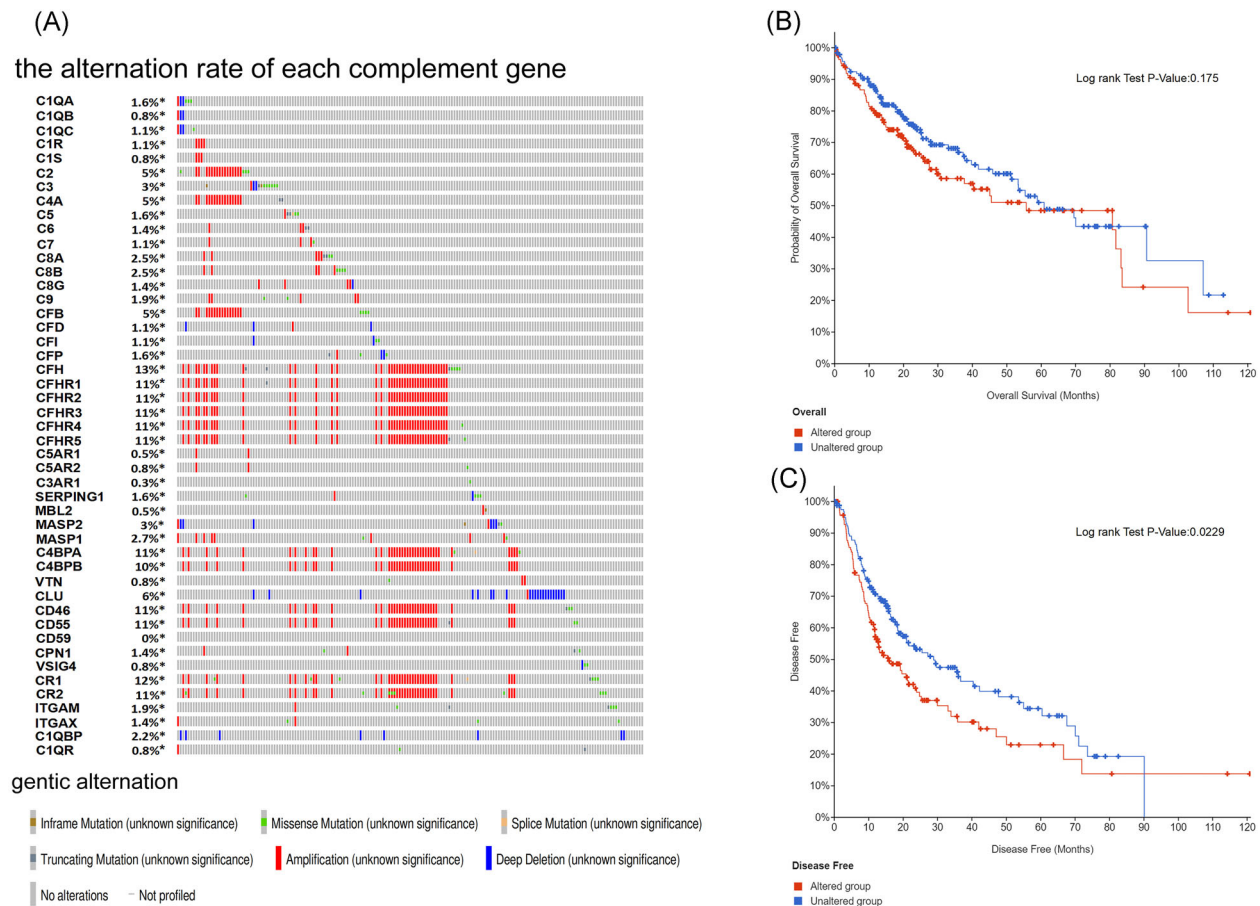 (A)
the alternation rate of each complement gene
C1QA 1.6%*
C1QB 0.8%*
C1QC 1.1%*
C1R 1.1%*
C1S 0.8%*
C2 5%*
C3 3%*
C4A 5%*
C5 1.6%*
C6 1.4%*
C7 1.1%*
C8A 2.5%*
C8B 2.5%*
C8G 1.4%*
C9 1.9%*
CFB 5%*
CFD 1.1%*
CFI 1.1%*
CFP 1.6%*
CFH 13%*
CFHR1 11%*
CFHR2 11%*
CFHR3 11%*
CFHR4 11%*
CFHR5 11%*
C5AR1 0.5%*
C5AR2 0.8%*
C3AR1 0.3%*
SERPING1 1.6%*
MBL2 0.5%*
MASP2 3%*
MASP1 2.7%*
C4BPA 11%*
C4BPB 10%*
VTN 0.8%*
CLU 6%*
CD46 11%*
CD55 11%*
CD59 0%*
CPN1 1.4%*
VSIG4 0.8%*
CR1 12%*
CR2 11%*
ITGAM 1.9%*
ITGAX 1.4%*
C1QBP 2.2%*
C1QR 0.8%*
gentic alternation
Inframe Mutation (unknown significance) Missense Mutation (unknown significance) Splice Mutation (unknown significance)
Truncating Mutation (unknown significance) Amplification (unknown significance) Deep Deletion (unknown significance)
No alterations Not profiled
(B)
Log rank Test P-Value:0.175
Probability of Overall Survival
100%
90%
80%
70%
60%
50%
40%
30%
20%
10%
0%
0 10 20 30 40 50 60 70 80 90 100 110 120
Overall Survival (Months)
Overall
Altered group
Unaltered group
(C)
Log rank Test P-Value:0.0229
Disease Free
100%
90%
80%
70%
60%
50%
40%
30%
20%
10%
0%
0 10 20 30 40 50 60 70 80 90 100 110 120
Disease Free (Months)
Disease Free
Altered group
Unaltered group